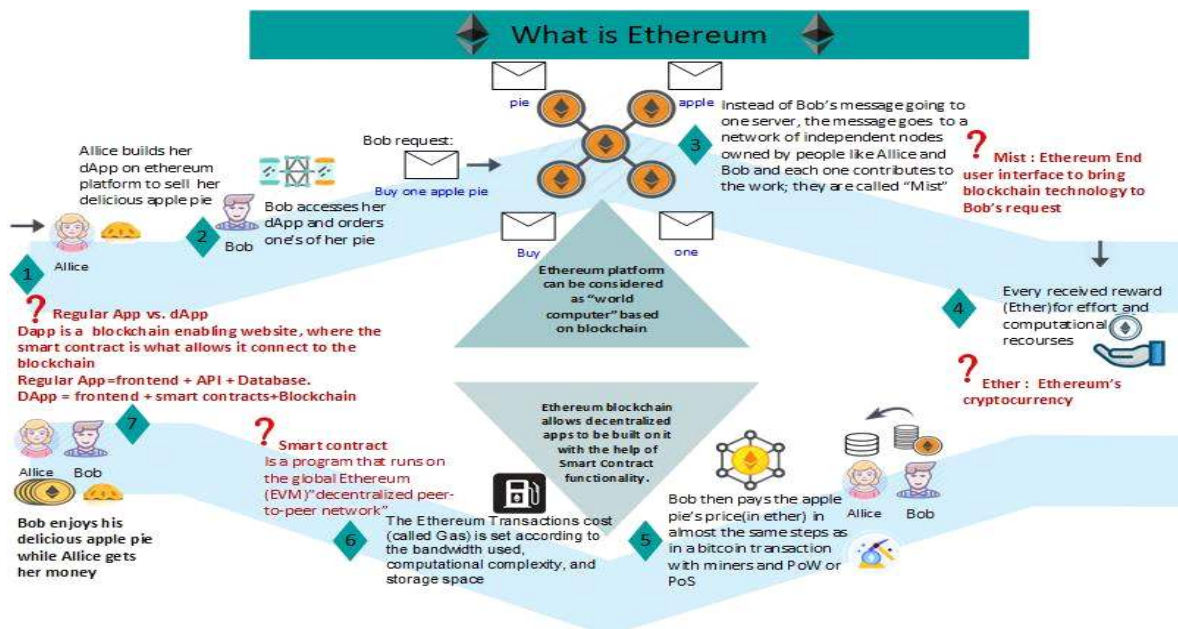 What is Ethereum
pie
apple
Buy
one
Allice builds her
dApp on ethereum
platform to sell her
delicious apple pie
1
Allice
2
Bob
Bob accesses her
dApp and orders
one's of her pie
Bob request:
Buy one apple pie
3
Instead of Bob's message going to
one server, the message goes to a
network of independent nodes
owned by people like Allice and
Bob and each one contributes to
the work; they are called "Mist"
? Mist : Ethereum End
user interface to bring
blockchain technology to
Bob's request
Ethereum platform
can be considered
as "world
computer" based
on blockchain
4
Every received reward
(Ether)for effort and
computational
recourses
? Ether : Ethereum's
cryptocurrency
? Regular App vs. dApp
Dapp is a blockchain enabling website, where the
smart contract is what allows it connect to the
blockchain
Regular App=frontend + API + Database.
DApp = frontend + smart contracts+Blockchain
Ethereum blockchain
allows decentralized
apps to be built on it
with the help of
Smart Contract
functionality.
5
Bob then pays the apple
pie's price(in ether) in
almost the same steps as
in a bitcoin transaction
with miners and PoW or
PoS
Allice
Bob
? Smart contract
Is a program that runs on
the global Ethereum
(EVM)"decentralized peer-
to-peer network"
6
The Ethereum Transactions cost
(called Gas) is set according to
the bandwidth used,
computational complexity, and
storage space
7
Allice
Bob
Bob enjoys his
delicious apple pie
while Allice gets
her money